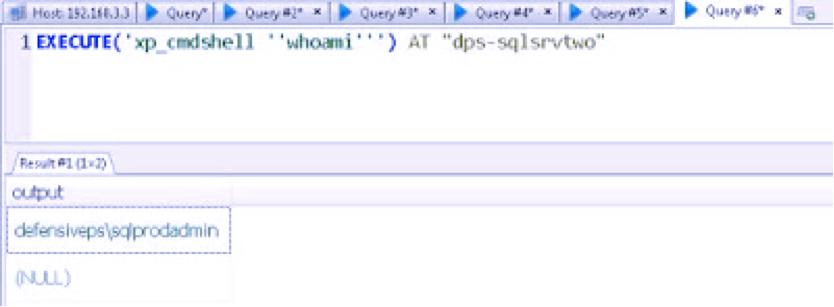 Host: 192.168.3.3 Query* Query #2* Query #3* Query #4* Query #5* Query #6*
1 EXECUTE('xp_cmdshell ''whoami''') AT "dps-sqlsrvtwo"
Result #1 (1×2)
output
defensiveps\sqlprodadmin
(NULL)